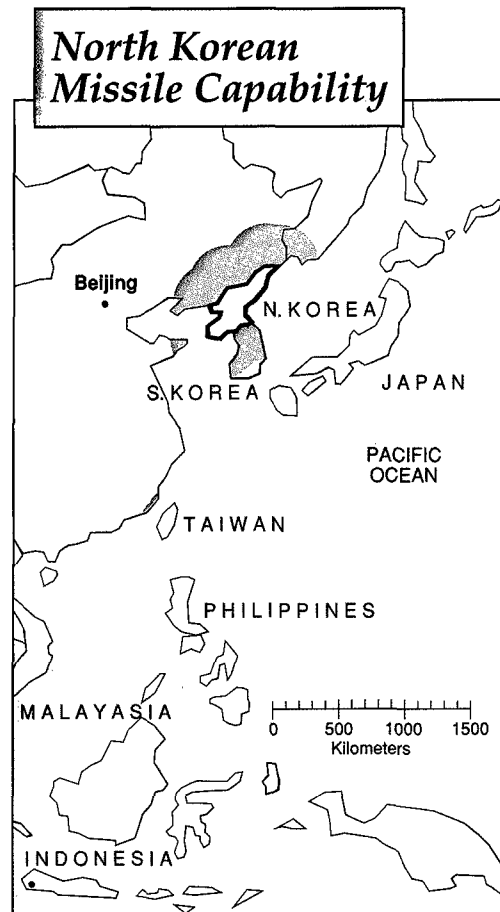 North Korean
Missile Capability
Beijing
N. KOREA
S. KOREA
JAPAN
PACIFIC
OCEAN
TAIWAN
PHILIPPINES
MALAYASIA
0 500 1000 1500
Kilometers
INDONESIA